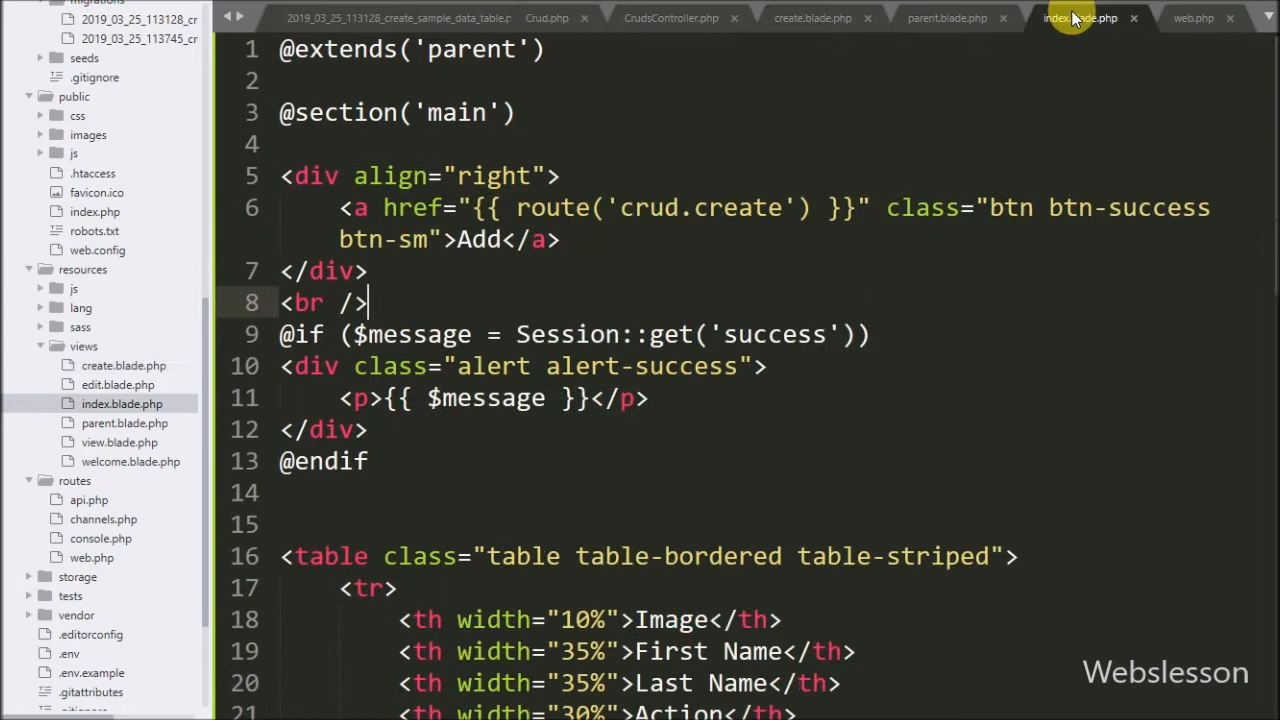 migrations
2019_03_25_113128_cr
2019_03_25_113745_cr
seeds
.gitignore
public
css
images
js
.htaccess
favicon.ico
index.php
robots.txt
web.config
resources
js
lang
sass
views
create.blade.php
edit.blade.php
index.blade.php
parent.blade.php
view.blade.php
welcome.blade.php
routes
api.php
channels.php
console.php
web.php
storage
tests
vendor
.editorconfig
.env
.env.example
.gitattributes
.gitignore
2019_03_25_113128_create_sample_data_table.p
Crud.php
CrudsController.php
create.blade.php
parent.blade.php
index.blade.php
web.php
1 @extends('parent')
2
3 @section('main')
4
5 <div align="right">
6 <a href="{{ route('crud.create') }}" class="btn btn-success
btn-sm">Add</a>
7 </div>
8 <br />
9 @if ($message = Session::get('success'))
10 <div class="alert alert-success">
11 <p>{{ $message }}</p>
12 </div>
13 @endif
14
15
16 <table class="table table-bordered table-striped">
17 <tr>
18 <th width="10%">Image</th>
19 <th width="35%">First Name</th>
20 <th width="35%">Last Name</th>
21 <th width="30%">Action</th>
Webslesson